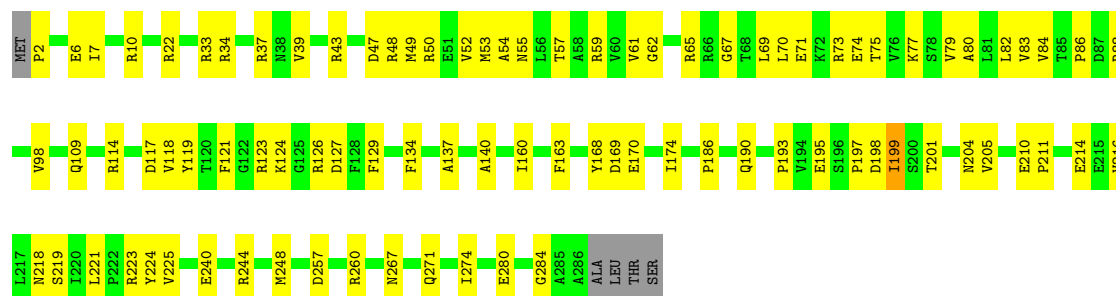 MET P2 E6 I7 R10 R22 R33 R34 R37 N38 V39 R43 D47 R48 M49 R50 E51 V52 M53 A54 N55 L56 T57 A58 R59 V60 V61 G62 R65 R66 G67 T68 L69 L70 E71 K72 R73 E74 T75 V76 K77 S78 V79 A80 L81 L82 V83 V84 T85 P86 D87
V98 Q109 R114 D117 V118 Y119 T120 F121 G122 R123 K124 G125 R126 D127 F128 F129 F134 A137 A140 I160 F163 Y168 D169 E170 I174 P186 Q190 P193 V194 E195 S196 P197 D198 I199 S200 T201 N204 V205 E210 P211 E214 E215
L217 N218 S219 I220 L221 P222 R223 Y224 V225 E240 R244 M248 D257 R260 N267 Q271 I274 E280 G284 A285 A286 ALA LEU THR SER